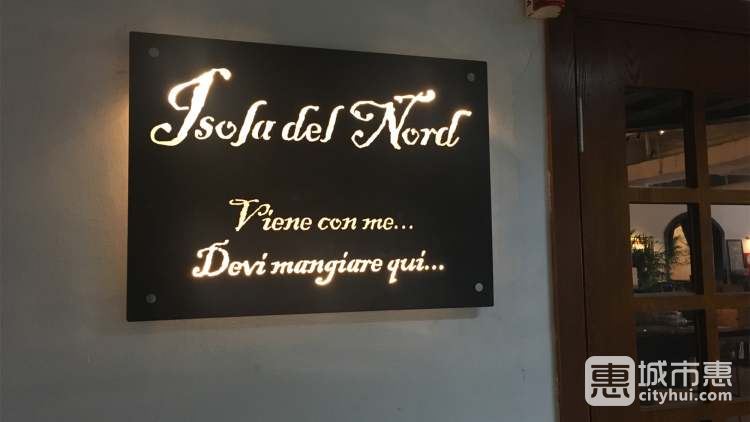 Isola del Nord
Viene con me...
Devi mangiare qui...
惠 城市惠
cityhui.com